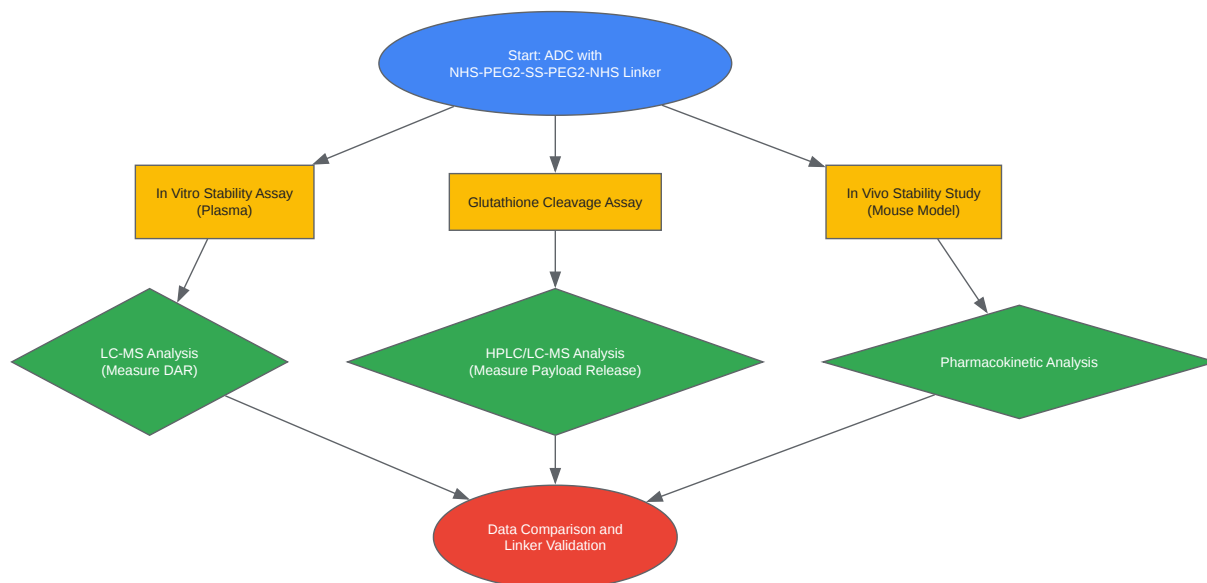 Start: ADC with
NHS-PEG2-SS-PEG2-NHS Linker
In Vitro Stability Assay
(Plasma)
Glutathione Cleavage Assay
In Vivo Stability Study
(Mouse Model)
LC-MS Analysis
(Measure DAR)
HPLC/LC-MS Analysis
(Measure Payload Release)
Pharmacokinetic Analysis
Data Comparison and
Linker Validation